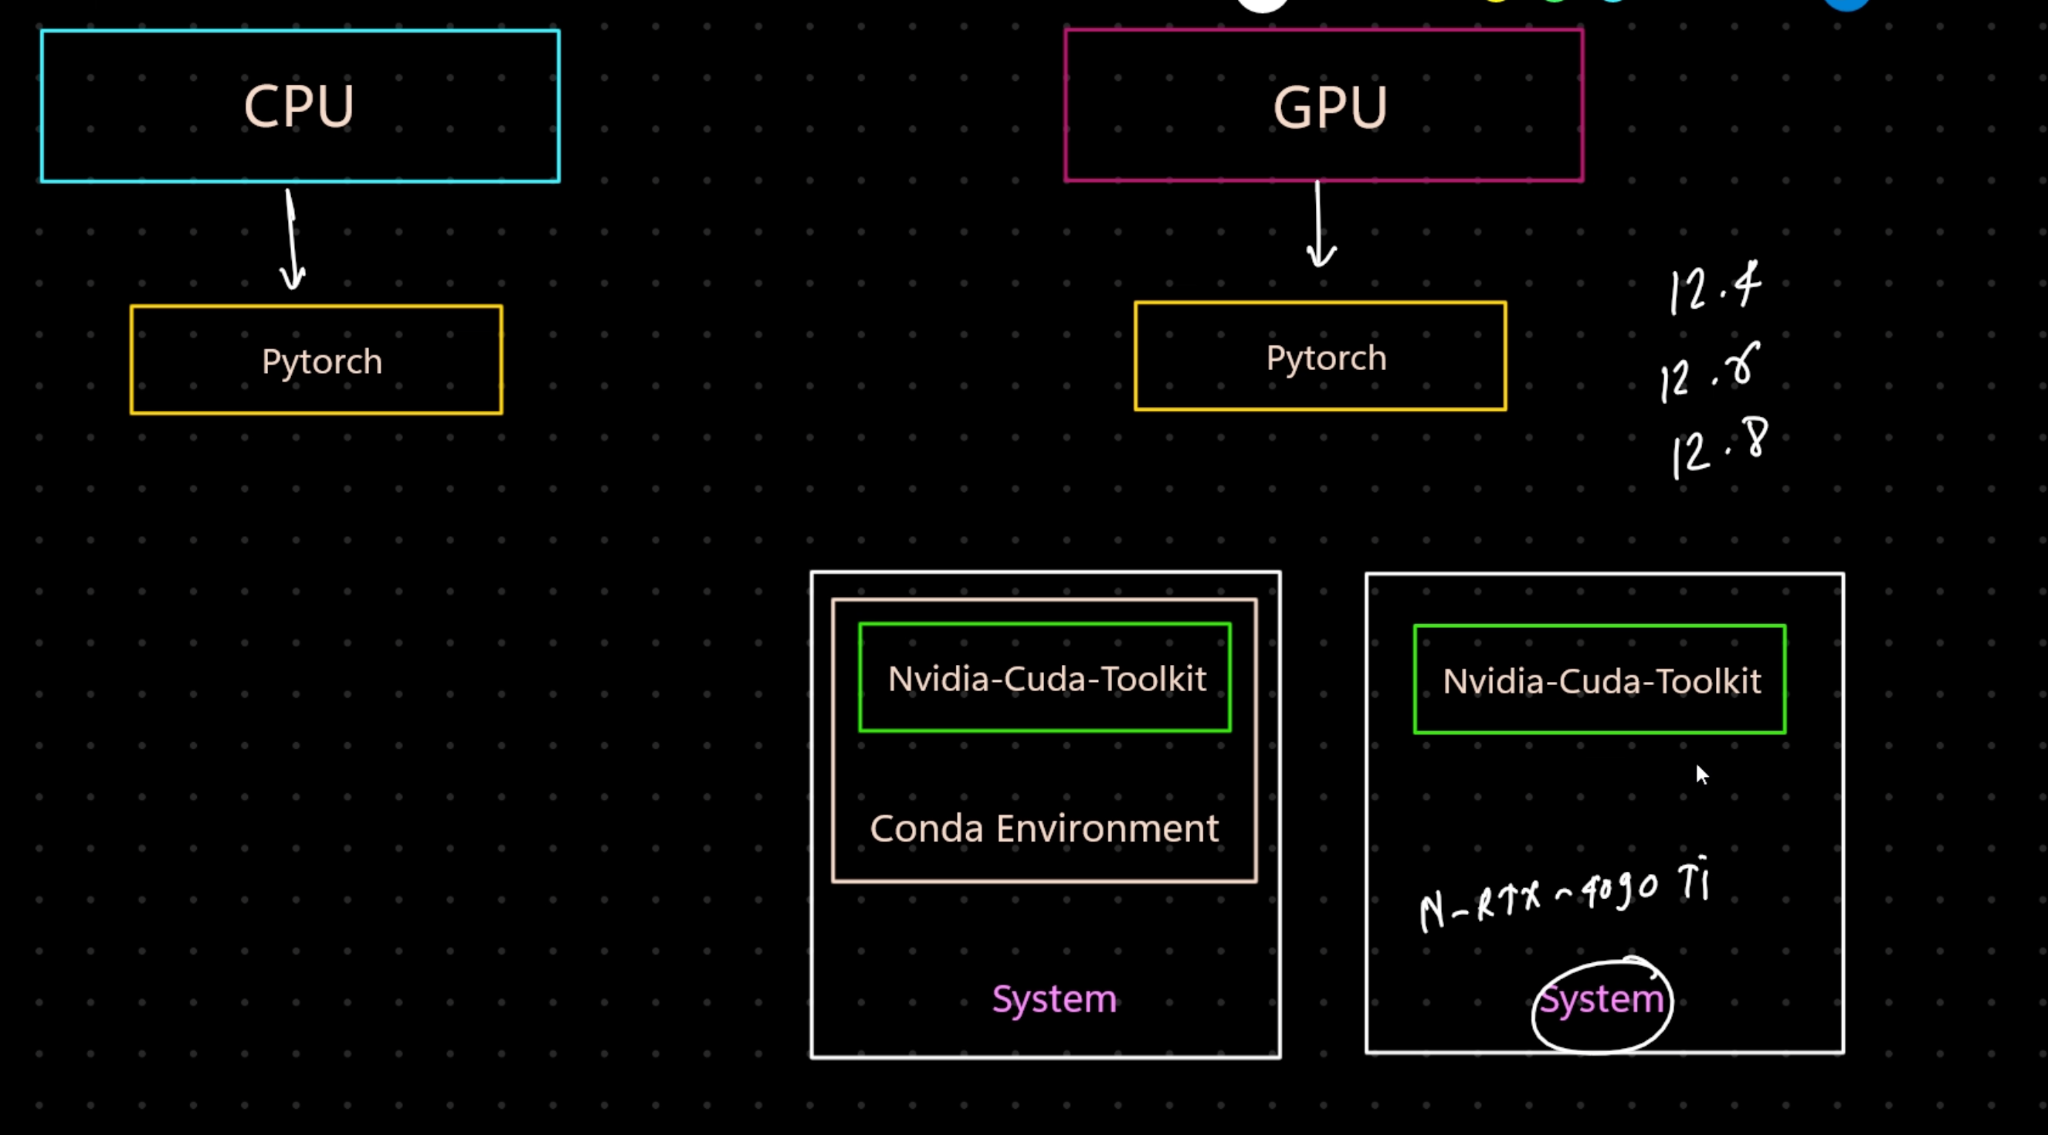 CPU
GPU
Pytorch
Pytorch
12.4
12.6
12.8
Nvidia-Cuda-Toolkit
Conda Environment
System
Nvidia-Cuda-Toolkit
N-RTX-4090 Ti
System